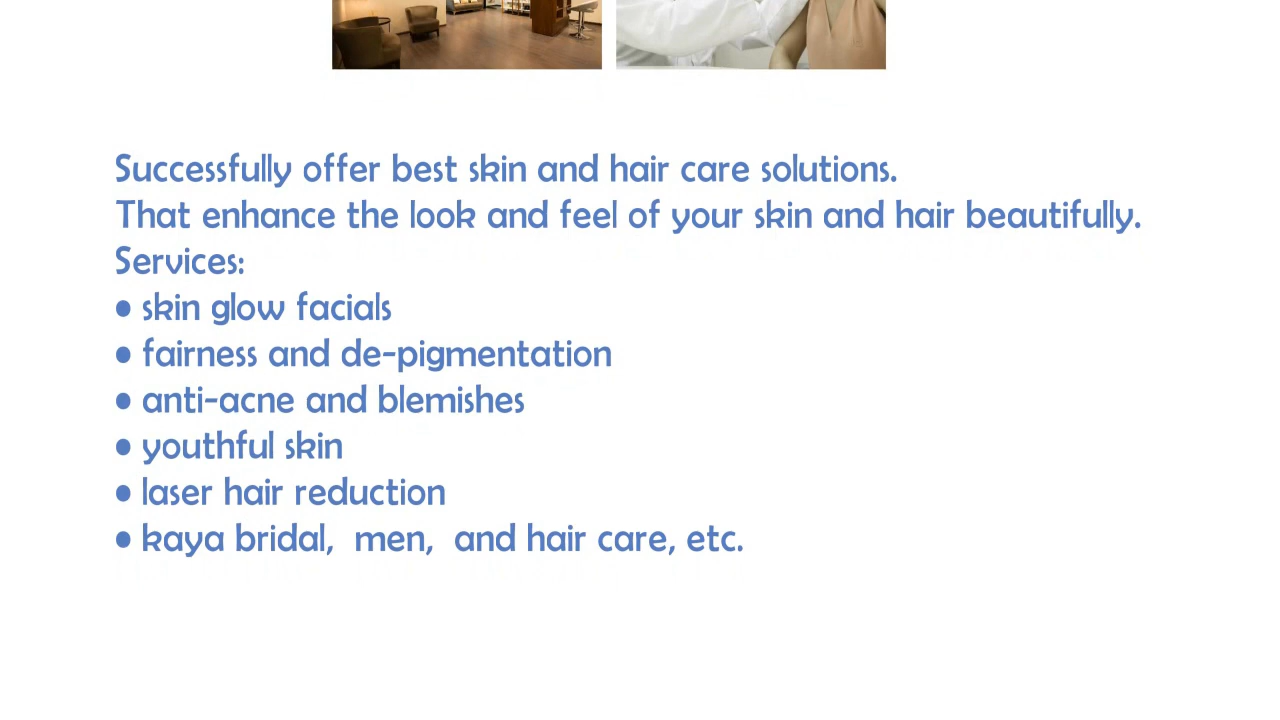 Successfully offer best skin and hair care solutions.
That enhance the look and feel of your skin and hair beautifully.
Services:
• skin glow facials
• fairness and de-pigmentation
• anti-acne and blemishes
• youthful skin
• laser hair reduction
• kaya bridal,  men,  and hair care, etc.